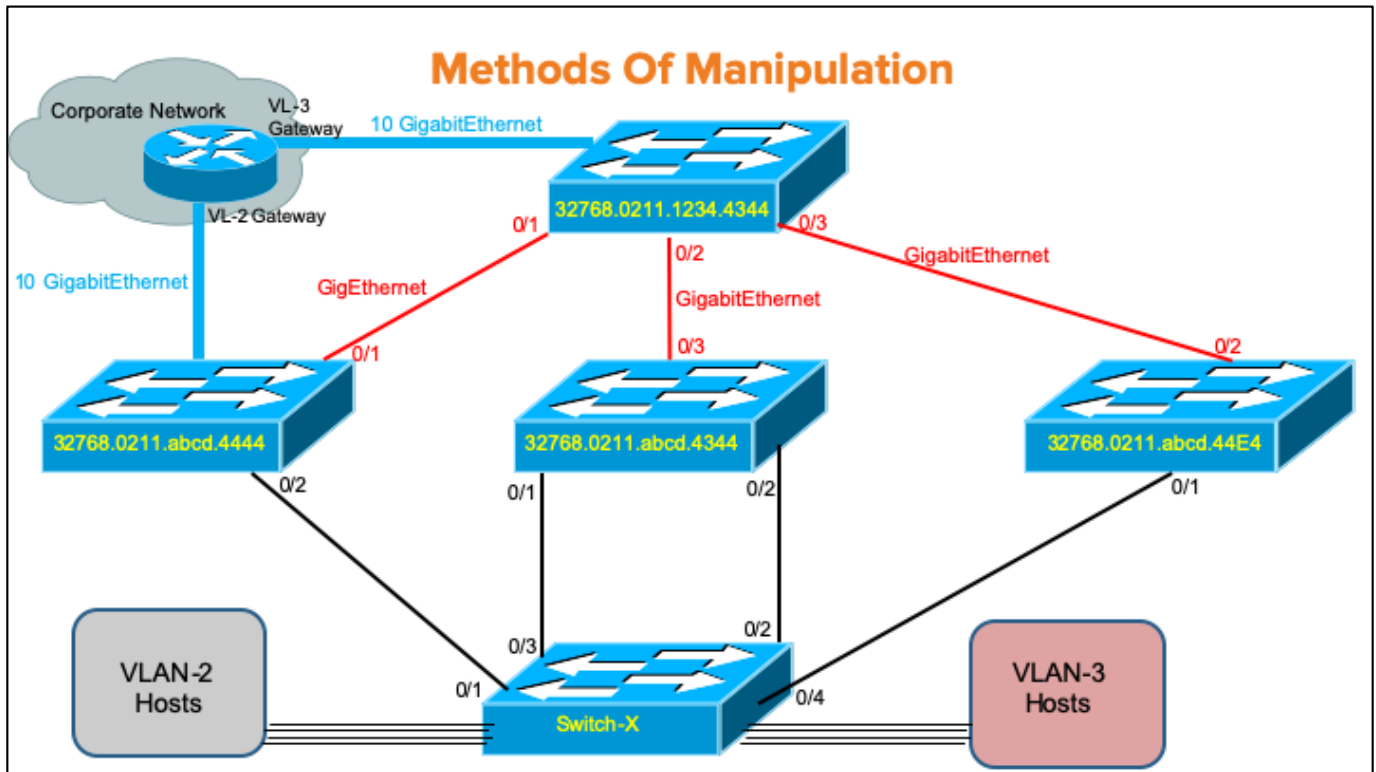 Methods Of Manipulation
Corporate Network
VL-3
Gateway
10 GigabitEthernet
32768.0211.1234.4344
VL-2 Gateway
0/1
0/3
0/2
10 GigabitEthernet
GigEthernet
GigabitEthernet
GigabitEthernet
0/1
0/3
0/2
32768.0211.abcd.4444
32768.0211.abcd.4344
32768.0211.abcd.44E4
0/2
0/1
0/2
0/1
0/3
0/2
0/1
0/4
VLAN-2
Hosts
Switch-X
VLAN-3
Hosts